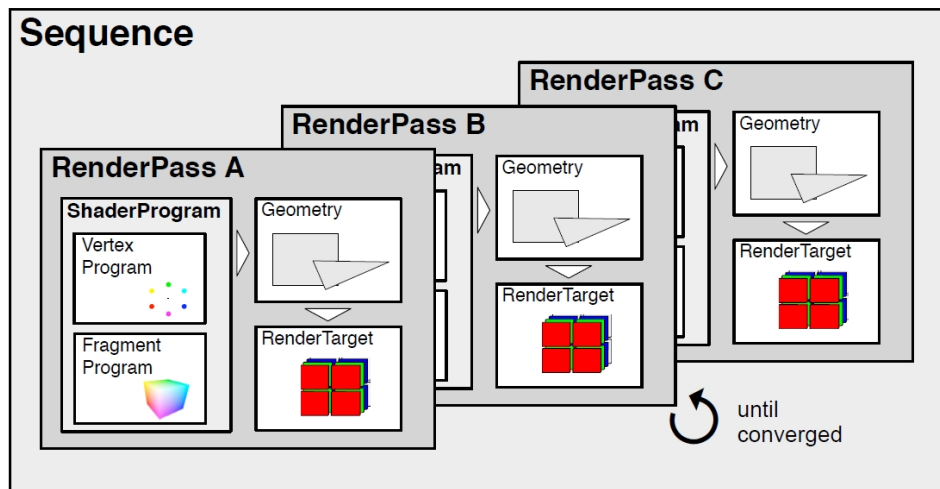 Sequence
RenderPass A
ShaderProgram
Vertex
Program
Fragment
Program
Geometry
RenderTarget
RenderPass B
Geometry
RenderTarget
RenderPass C
Geometry
RenderTarget
until
converged